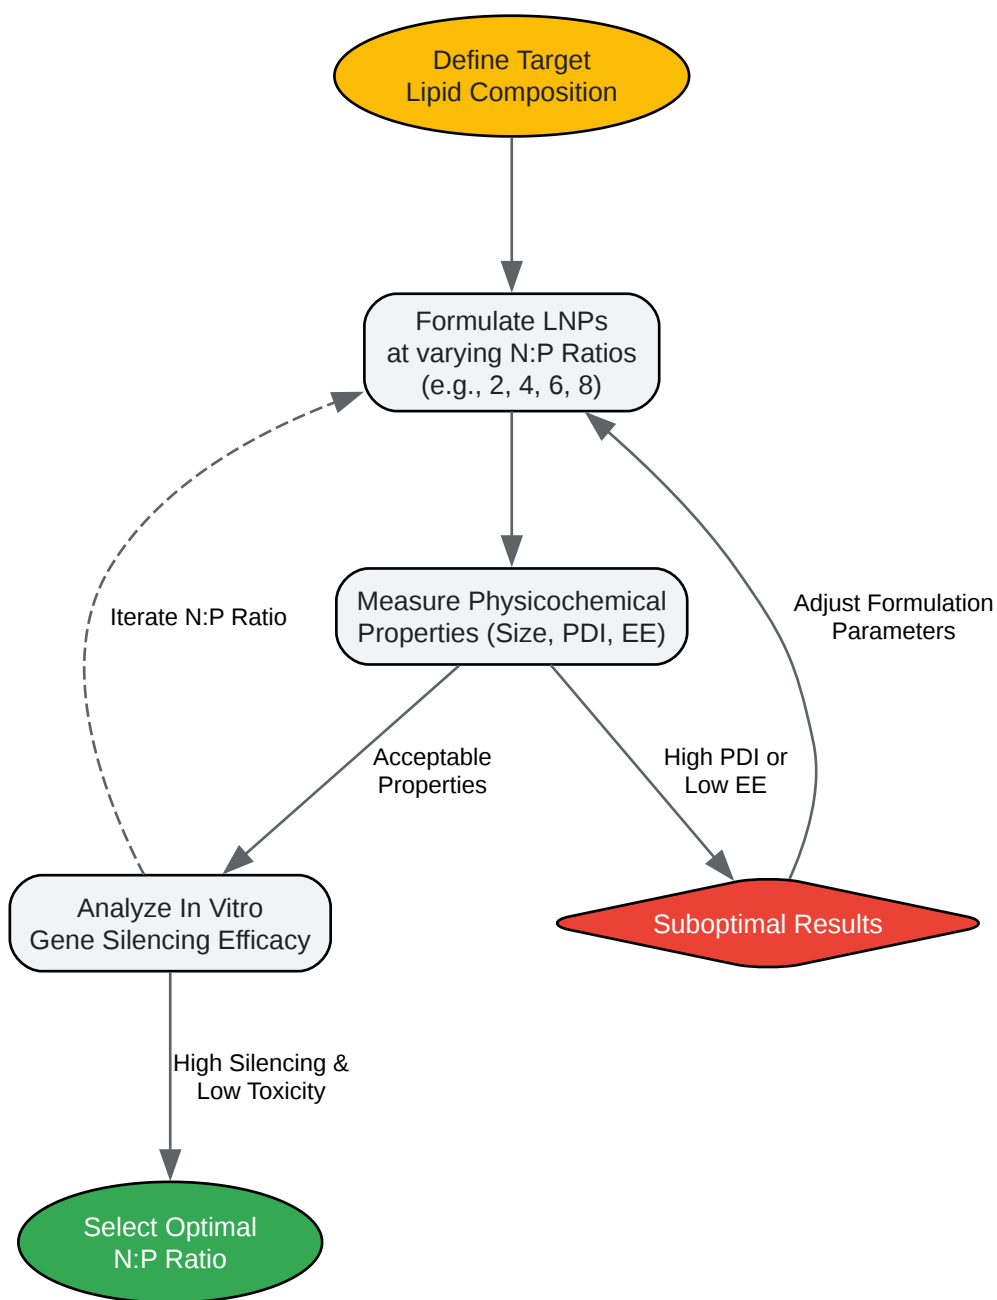 Define Target
Lipid Composition
Formulate LNPs
at varying N:P Ratios
(e.g., 2, 4, 6, 8)
Iterate N:P Ratio
Measure Physicochemical
Properties (Size, PDI, EE)
Adjust Formulation
Parameters
Acceptable
Properties
High PDI or
Low EE
Analyze In Vitro
Gene Silencing Efficacy
Suboptimal Results
High Silencing &
Low Toxicity
Select Optimal
N:P Ratio